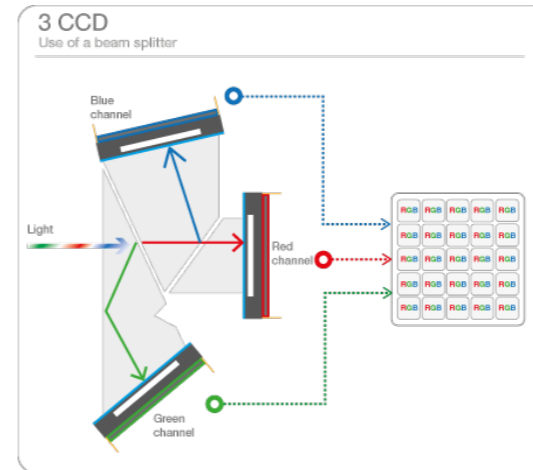 3 CCD
Use of a beam splitter
Blue
channel
Light
Red
channel
Green
channel
RGB RGB RGB RGB RGB
RGB RGB RGB RGB RGB
RGB RGB RGB RGB RGB
RGB RGB RGB RGB RGB
RGB RGB RGB RGB RGB